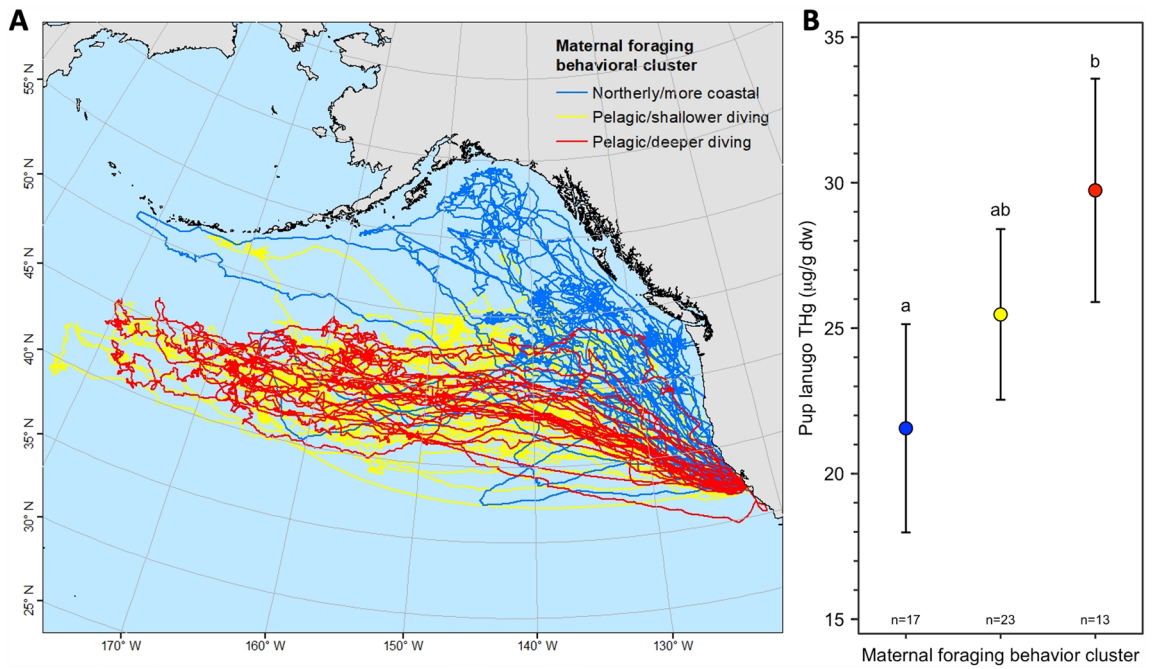 A
Maternal foraging
behavioral cluster
Northerly/more coastal
Pelagic/shallower diving
Pelagic/deeper diving
55° N
50° N
45° N
40° N
35° N
30° N
25° N
170° W
160° W
150° W
140° W
130° W
B
Pup lanugo THg (µg/g dw)
35
30
25
20
15
a
ab
b
n=17
n=23
n=13
Maternal foraging behavior cluster